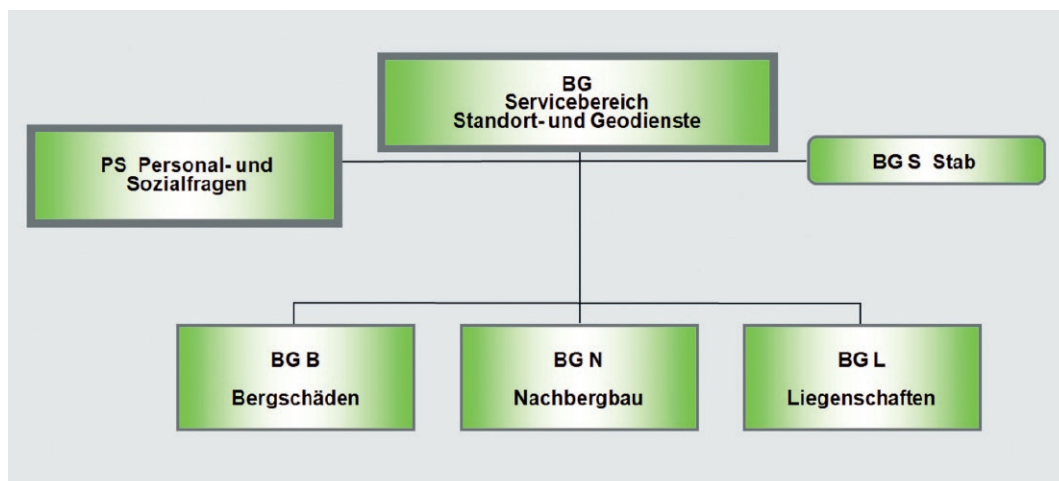 BG
Servicebereich
Standort- und Geodienste
PS Personal- und
Sozialfragen
BG S Stab
BG B
Bergschäden
BG N
Nachbergbau
BG L
Liegenschaften